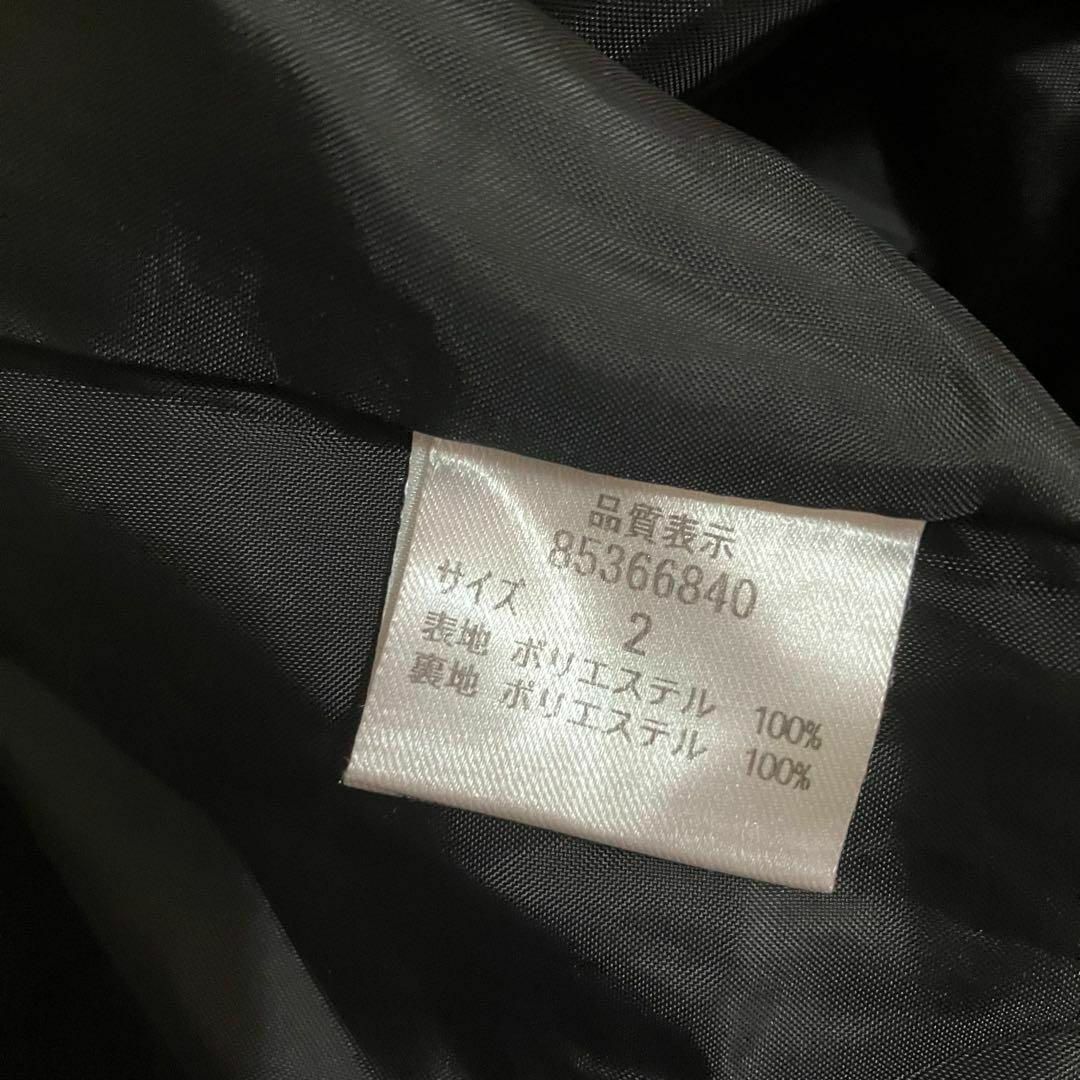 品質表示
85366840
サイズ 2
表地 ポリエステル 100%
裏地 ポリエステル 100%